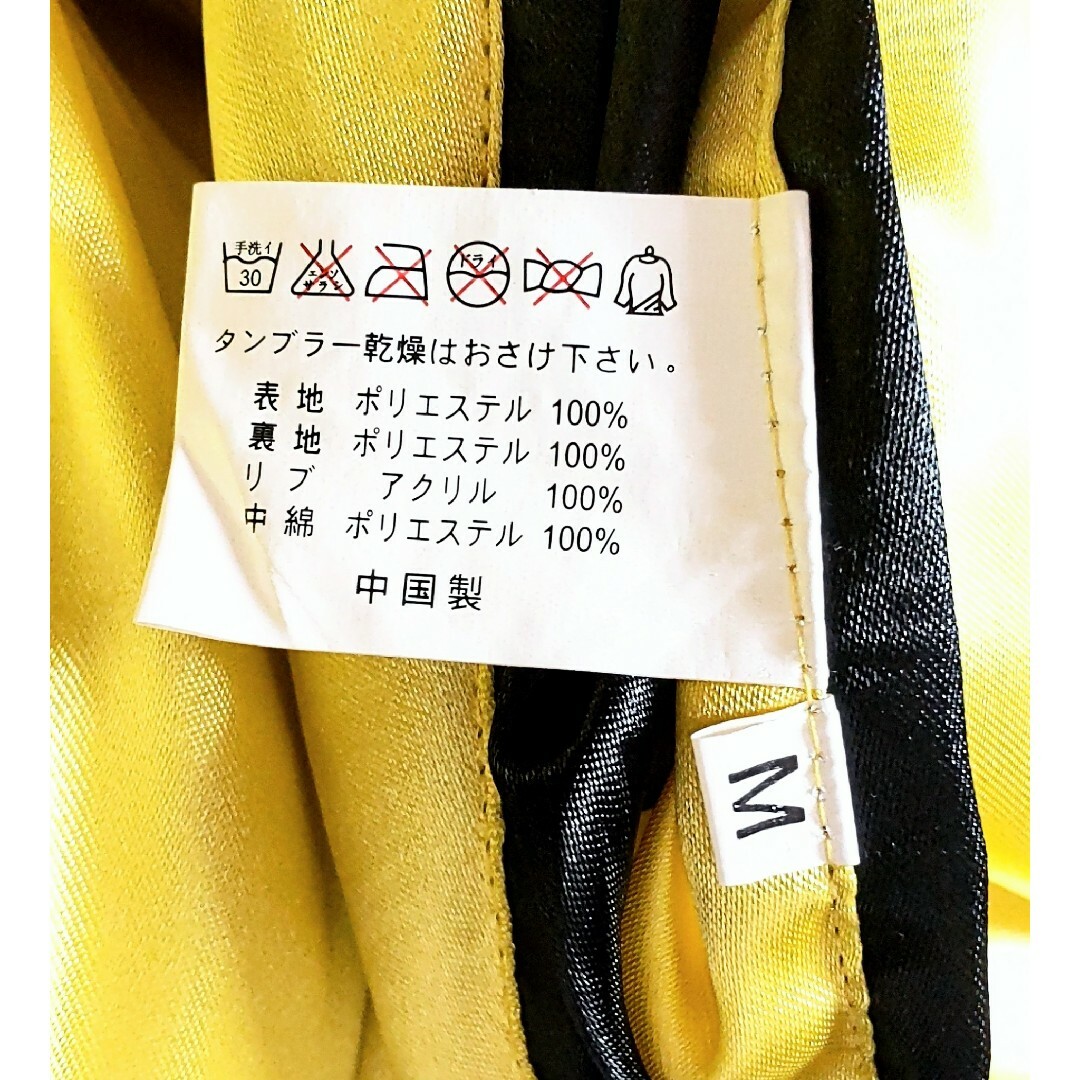 手洗イ
30
エンソ
サラシ
ドライ
タンブラー乾燥はおさけ下さい。
表地 ポリエステル 100%
裏地 ポリエステル 100%
リブ アクリル 100%
中綿 ポリエステル 100%
中国製
M